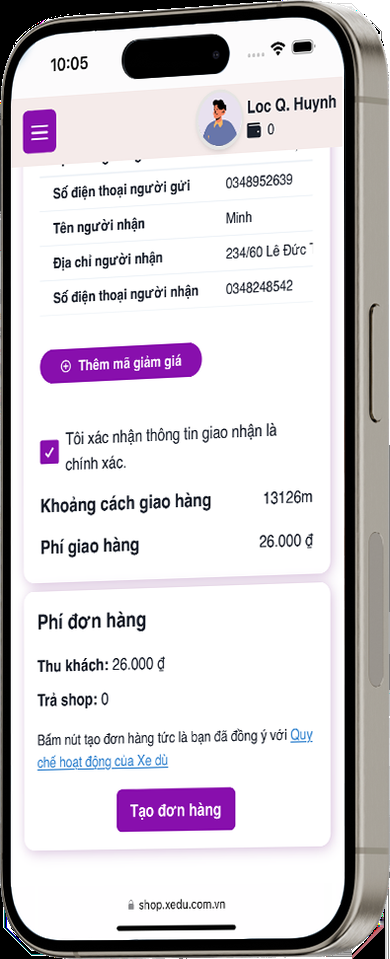 10:05
Loc Q. Huynh
0
Số điện thoại người gửi 0348952639
Tên người nhận Minh
Địa chỉ người nhận 234/60 Lê Đức
Số điện thoại người nhận 0348248542
Thêm mã giảm giá
Tôi xác nhận thông tin giao nhận là
chính xác.
Khoảng cách giao hàng 13126m
Phí giao hàng 26.000 ₫
Phí đơn hàng
Thu khách: 26.000 ₫
Trả shop: 0
Bấm nút tạo đơn hàng tức là bạn đã đồng ý với Quy
chế hoạt động của Xe dù
Tạo đơn hàng
shop.xedu.com.vn